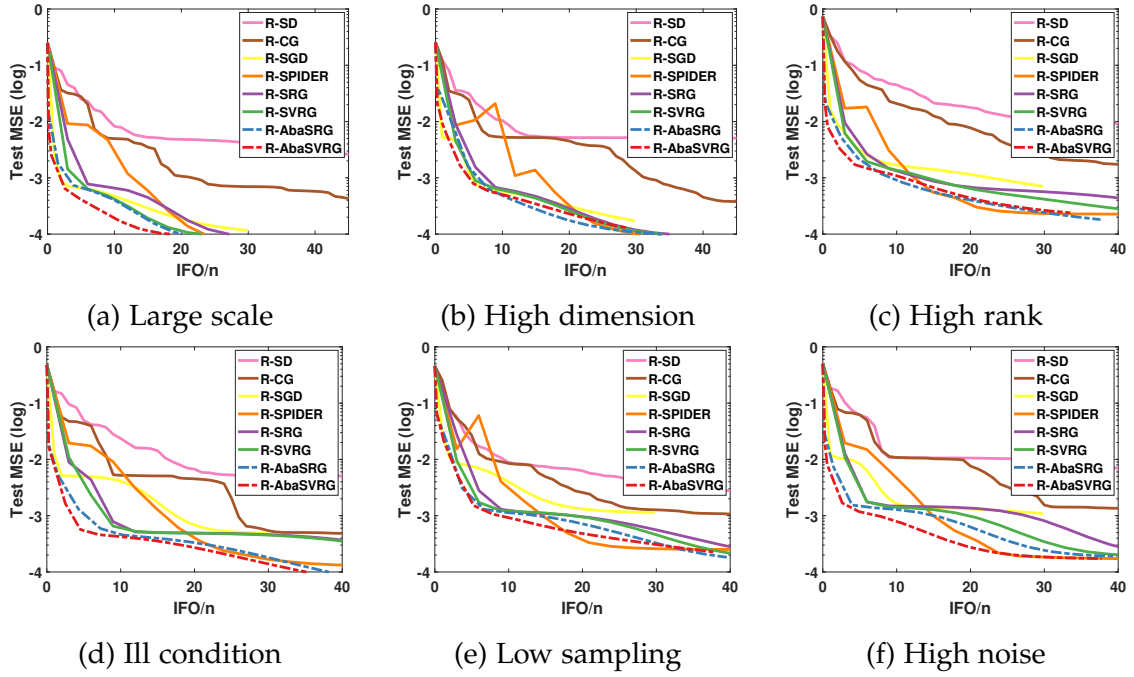 0
-1
-2
-3
-4
Test MSE (log)
0 10 20 30 40
IFO/n
R-SD
R-CG
R-SGD
R-SPIDER
R-SRG
R-SVRG
R-AbaSRG
R-AbaSVRG
(a) Large scale
0
-1
-2
-3
-4
Test MSE (log)
0 10 20 30 40
IFO/n
R-SD
R-CG
R-SGD
R-SPIDER
R-SRG
R-SVRG
R-AbaSRG
R-AbaSVRG
(b) High dimension
0
-1
-2
-3
-4
Test MSE (log)
0 10 20 30 40
IFO/n
R-SD
R-CG
R-SGD
R-SPIDER
R-SRG
R-SVRG
R-AbaSRG
R-AbaSVRG
(c) High rank
0
-1
-2
-3
-4
Test MSE (log)
0 10 20 30 40
IFO/n
R-SD
R-CG
R-SGD
R-SPIDER
R-SRG
R-SVRG
R-AbaSRG
R-AbaSVRG
(d) Ill condition
0
-1
-2
-3
-4
Test MSE (log)
0 10 20 30 40
IFO/n
R-SD
R-CG
R-SGD
R-SPIDER
R-SRG
R-SVRG
R-AbaSRG
R-AbaSVRG
(e) Low sampling
0
-1
-2
-3
-4
Test MSE (log)
0 10 20 30 40
IFO/n
R-SD
R-CG
R-SGD
R-SPIDER
R-SRG
R-SVRG
R-AbaSRG
R-AbaSVRG
(f) High noise